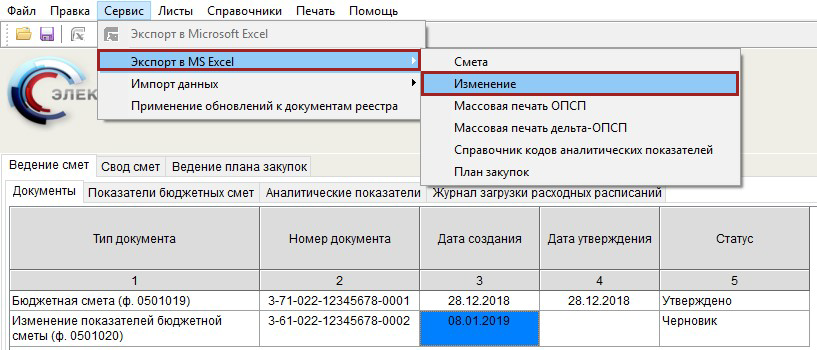 Файл Правка Сервис Листы Справочники Печать Помощь
Экспорт в Microsoft Excel
Экспорт в MS Excel
Импорт данных
Применение обновлений к документам реестра
Смета
Изменение
Массовая печать ОПСП
Массовая печать дельта-ОПСП
Справочник кодов аналитических показателей
План закупок
ЭЛЕК
Ведение смет Свод смет Ведение плана закупок
Документы Показатели бюджетных смет Аналитические показатели Журнал загрузки расходных расписаний
Тип документа Номер документа Дата создания Дата утверждения Статус
1 2 3 4 5
Бюджетная смета (ф. 0501019) 3-71-022-12345678-0001 28.12.2018 28.12.2018 Утверждено
Изменение показателей бюджетной 3-61-022-12345678-0002 08.01.2019 Черновик
сметы (ф. 0501020)